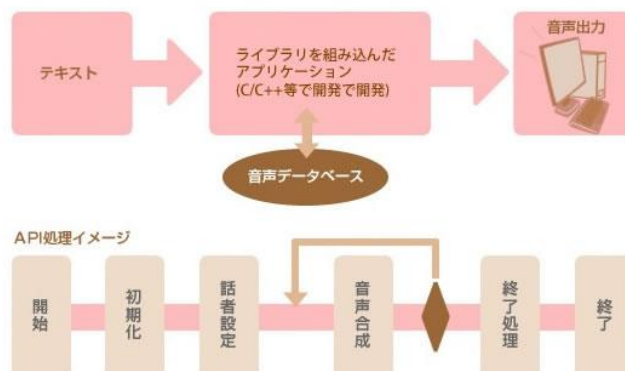 テキスト
ライブラリを組み込んだ
アプリケーション
(C/C++等で開発で開発)
音声出力
音声データベース
API処理イメージ
開始
初期化
話者設定
音声合成
終了処理
終了